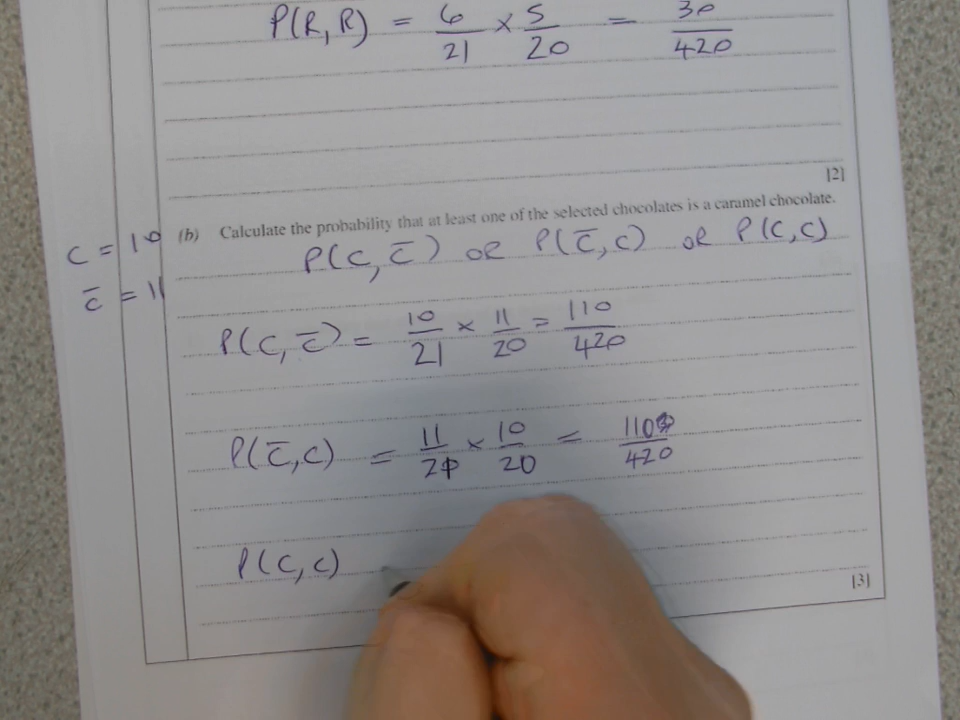 P(R, R) = 6/21 × 5/20 = 30/420
[2]
(b) Calculate the probability that at least one of the selected chocolates is a caramel chocolate.
C = 10
c̄ = 11
P(C, C̄) OR P(C̄, C) OR P(C, C)
P(C, C̄) = 10/21 × 11/20 = 110/420
P(C̄, C) = 11/21 × 10/20 = 110/420
P(C, C)
[3]